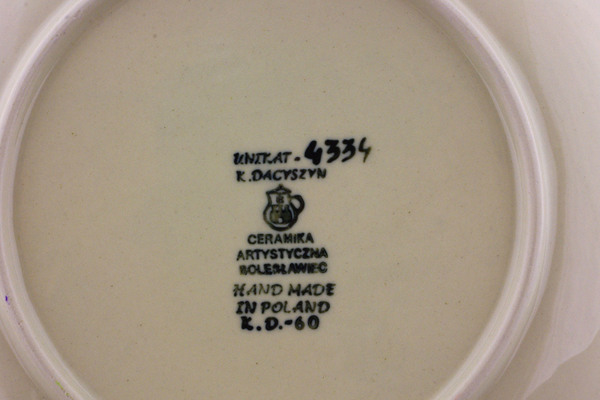 UNIKAT - 4334
K. DACYSZYN
CERAMIKA
ARTYSTYCZNA
BOLESŁAWIEC
HAND MADE
IN POLAND
K.D.-60